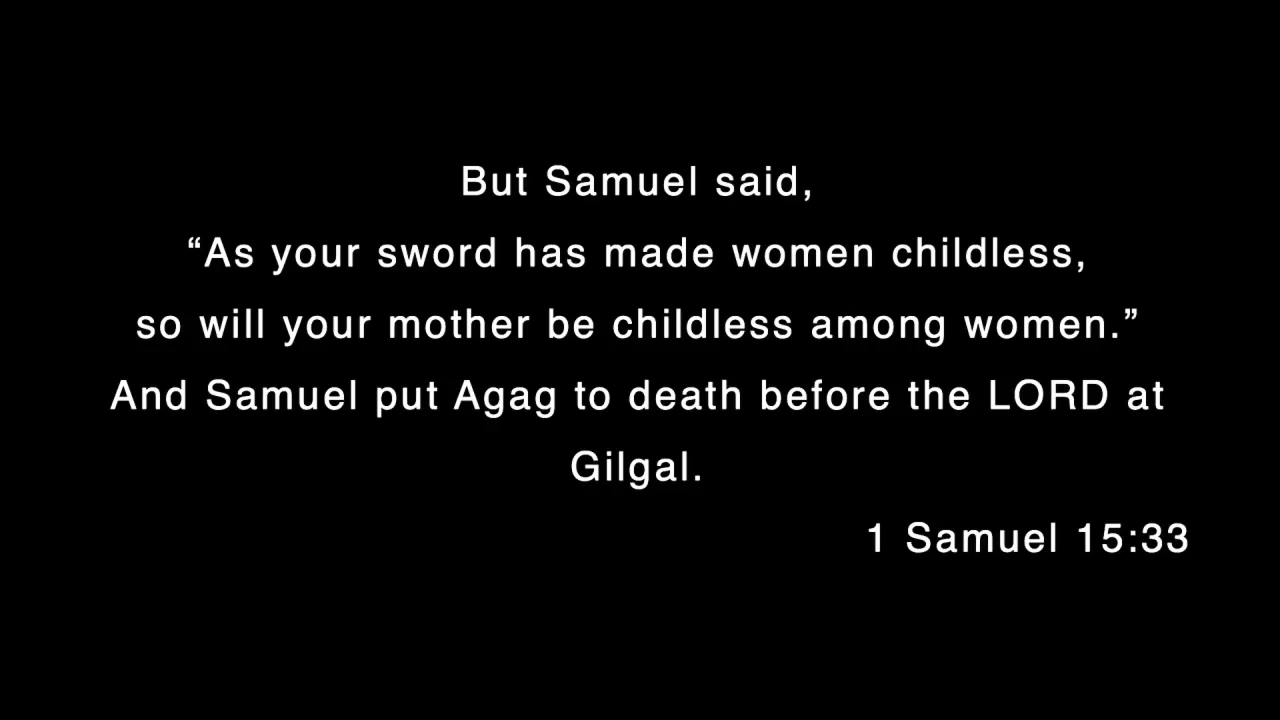 But Samuel said,
“As your sword has made women childless,
so will your mother be childless among women.”
And Samuel put Agag to death before the LORD at
Gilgal.
1 Samuel 15:33